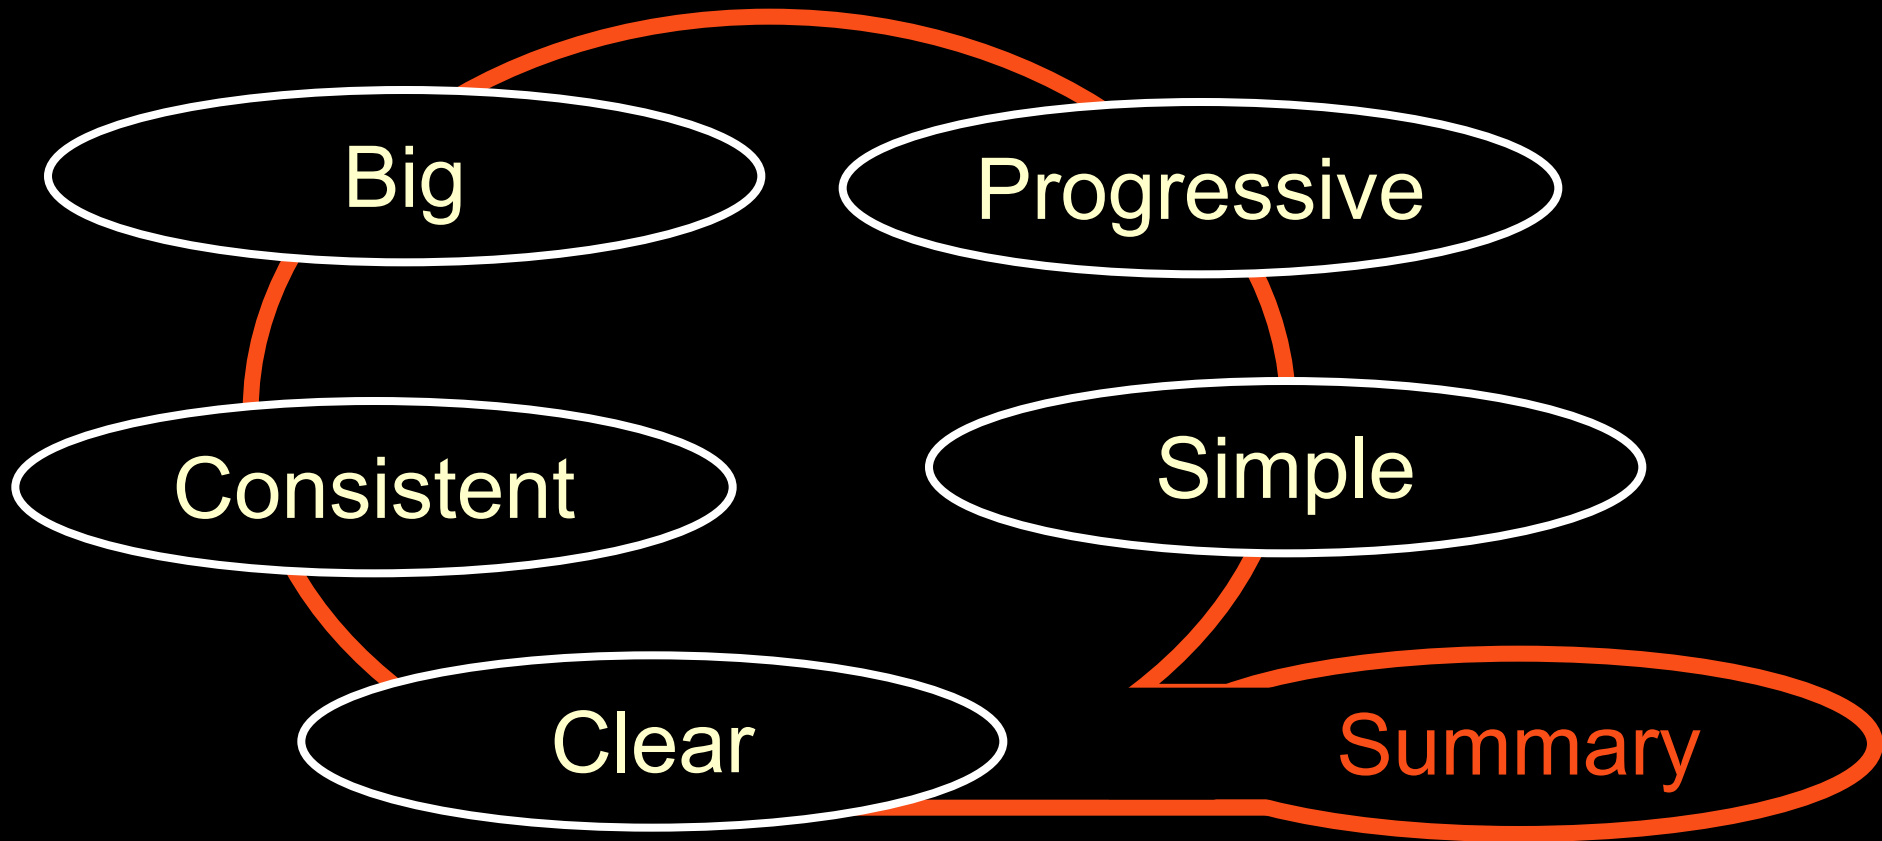 Big
Progressive
Consistent
Simple
Clear
Summary